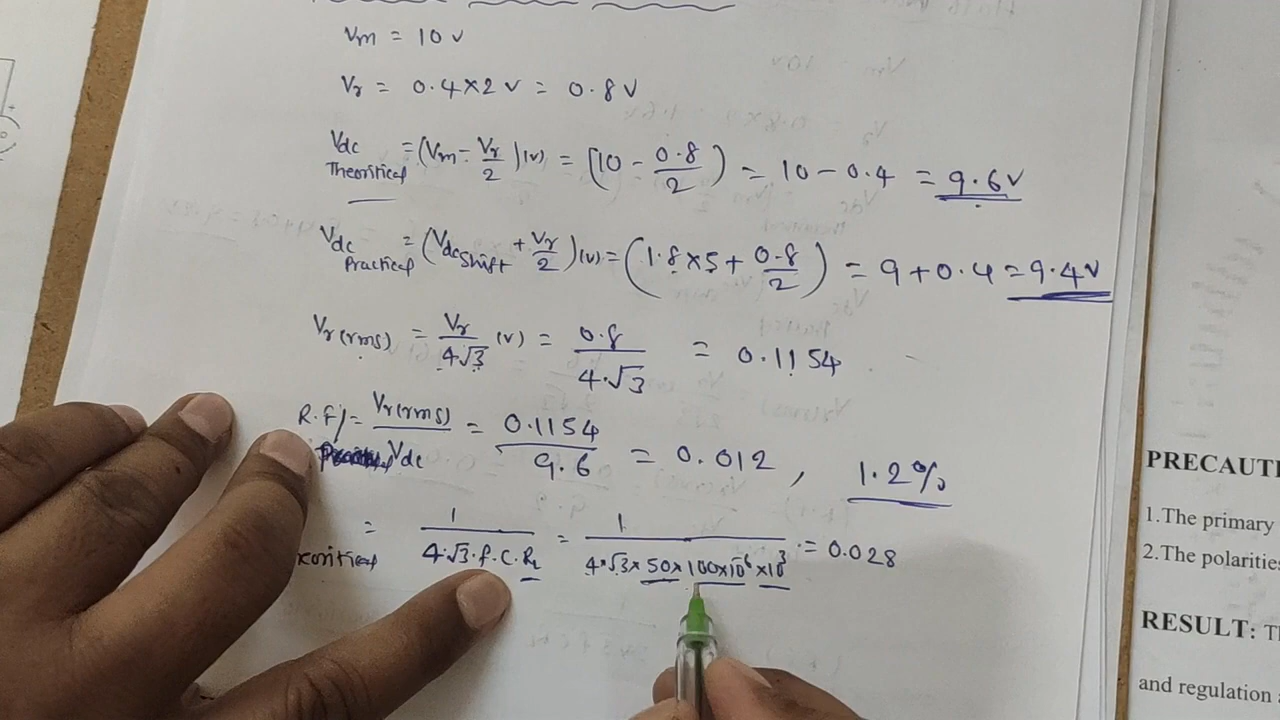 Vm = 10 v
Vr = 0.4×2 v = 0.8 V
Vdc Theoritical = (Vm - Vr/2)(v) = (10 - 0.8/2) = 10 - 0.4 = 9.6V
Vdc Practical = (Vdc Shift + Vr/2)(v) = (1.8×5 + 0.8/2) = 9 + 0.4 = 9.4V
Vr(rms) = Vr/4√3 (v) = 0.8/4·√3 = 0.1154
R.F = Vr(rms)/Vdc = 0.1154/9.6 = 0.012, 1.2%
= 1/4·√3·f·C·RL = 1/4×√3×50×100×10⁻⁶×10³ = 0.028
PRECAUTI
1.The primary
2.The polarities
RESULT: Th
and regulation